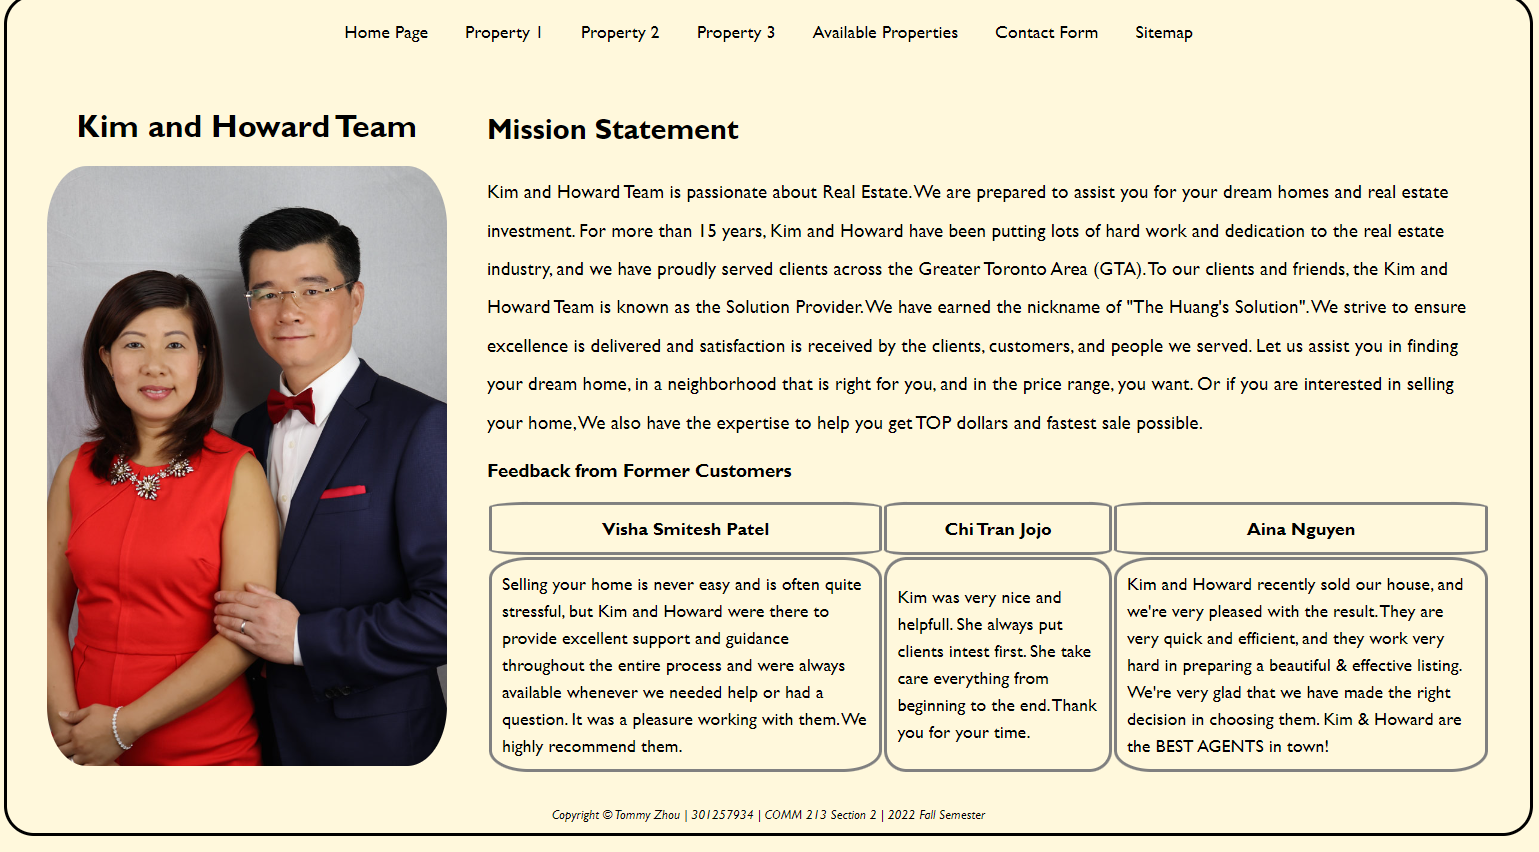 Home Page Property 1 Property 2 Property 3 Available Properties Contact Form Sitemap
Kim and Howard Team
Mission Statement
Kim and Howard Team is passionate about Real Estate. We are prepared to assist you for your dream homes and real estate
investment. For more than 15 years, Kim and Howard have been putting lots of hard work and dedication to the real estate
industry, and we have proudly served clients across the Greater Toronto Area (GTA). To our clients and friends, the Kim and
Howard Team is known as the Solution Provider. We have earned the nickname of "The Huang's Solution". We strive to ensure
excellence is delivered and satisfaction is received by the clients, customers, and people we served. Let us assist you in finding
your dream home, in a neighborhood that is right for you, and in the price range, you want. Or if you are interested in selling
your home, We also have the expertise to help you get TOP dollars and fastest sale possible.
Feedback from Former Customers
Visha Smitesh Patel
Selling your home is never easy and is often quite
stressful, but Kim and Howard were there to
provide excellent support and guidance
throughout the entire process and were always
available whenever we needed help or had a
question. It was a pleasure working with them. We
highly recommend them.
Chi Tran Jojo
Kim was very nice and
helpfull. She always put
clients intest first. She take
care everything from
beginning to the end. Thank
you for your time.
Aina Nguyen
Kim and Howard recently sold our house, and
we're very pleased with the result. They are
very quick and efficient, and they work very
hard in preparing a beautiful & effective listing.
We're very glad that we have made the right
decision in choosing them. Kim & Howard are
the BEST AGENTS in town!
Copyright © Tommy Zhou | 301257934 | COMM 213 Section 2 | 2022 Fall Semester